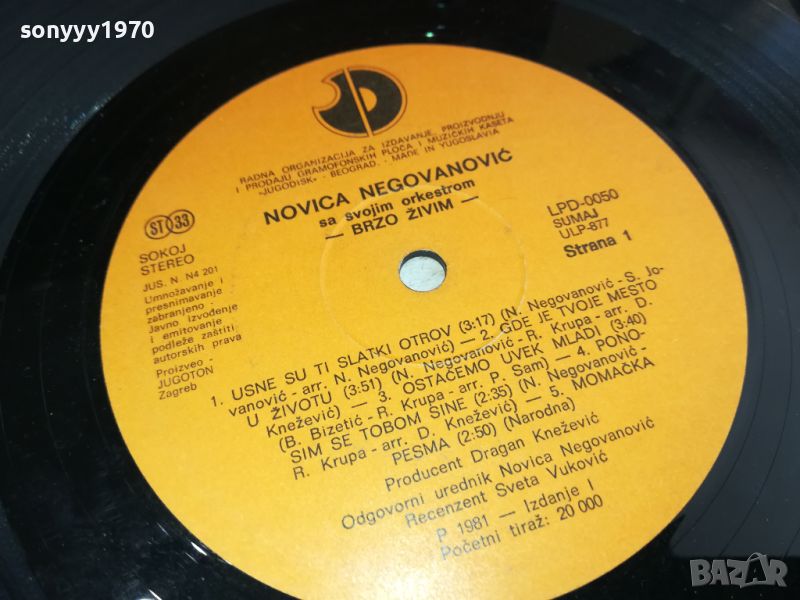 sonyyy1970
RADNA ORGANIZACIJA ZA IZDAVANJE, PROIZVODNJU
I PRODAJU GRAMOFONSKIH PLOČA I MUZIČKIH KASETA
"JUGODISK" · BEOGRAD. · MADE IN YUGOSLAVIA
NOVICA NEGOVANOVIĆ
sa svojim orkestrom
— BRZO ŽIVIM —
ST 33
SOKOJ
STEREO
JUS. N N4 201
Umnožavanje i
presnimavanje
zabranjeno·
Javno izvođenje
i emitovanje
podleže zaštiti
autorskih prava
Proizveo —
JUGOTON
Zagreb
LPD-0050
SUMAJ
ULP-877
Strana 1
1. USNE SU TI SLATKI OTROV (3:17) (N. Negovanović - S. Jo-
vanović - arr. N. Negovanović) — 2. GDE JE TVOJE MESTO
U ŽIVOTU (3:51) (N. Negovanović - R. Krupa - arr. D.
Knežević) — 3. OSTAĆEMO UVEK MLADI (3:40)
(B. Bizetić - R. Krupa - arr. P. Sam) — 4. PONO-
SIM SE TOBOM SINE (2:35) (N. Negovanović -
R. Krupa - arr. D. Knežević) — 5. MOMAČKA
PESMA (2:50) (Narodna)
Producent Dragan Knežević
Odgovorni urednik Novica Negovanović
Recenzent Sveta Vuković
P 1981 — Izdanje I
Početni tiraž: 20 000
BAZAR